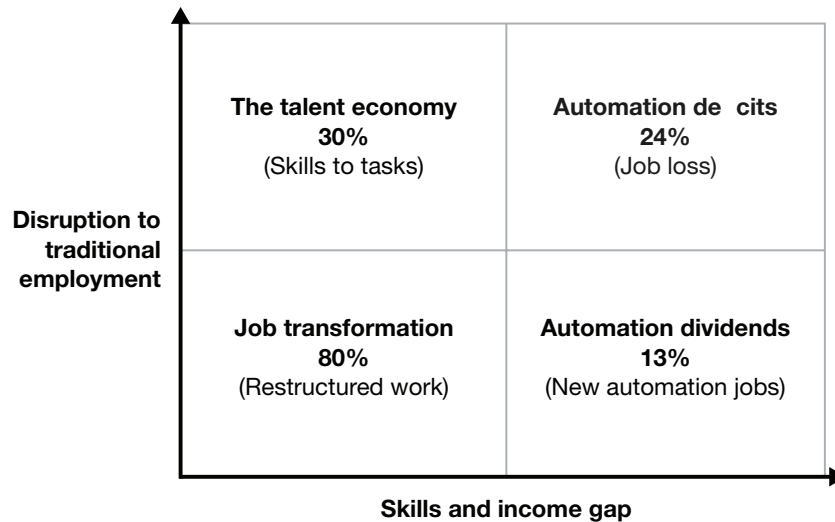 The talent economy
30%
(Skills to tasks)
Automation de cits
24%
(Job loss)
Disruption to
traditional
employment
Job transformation
80%
(Restructured work)
Automation dividends
13%
(New automation jobs)
Skills and income gap